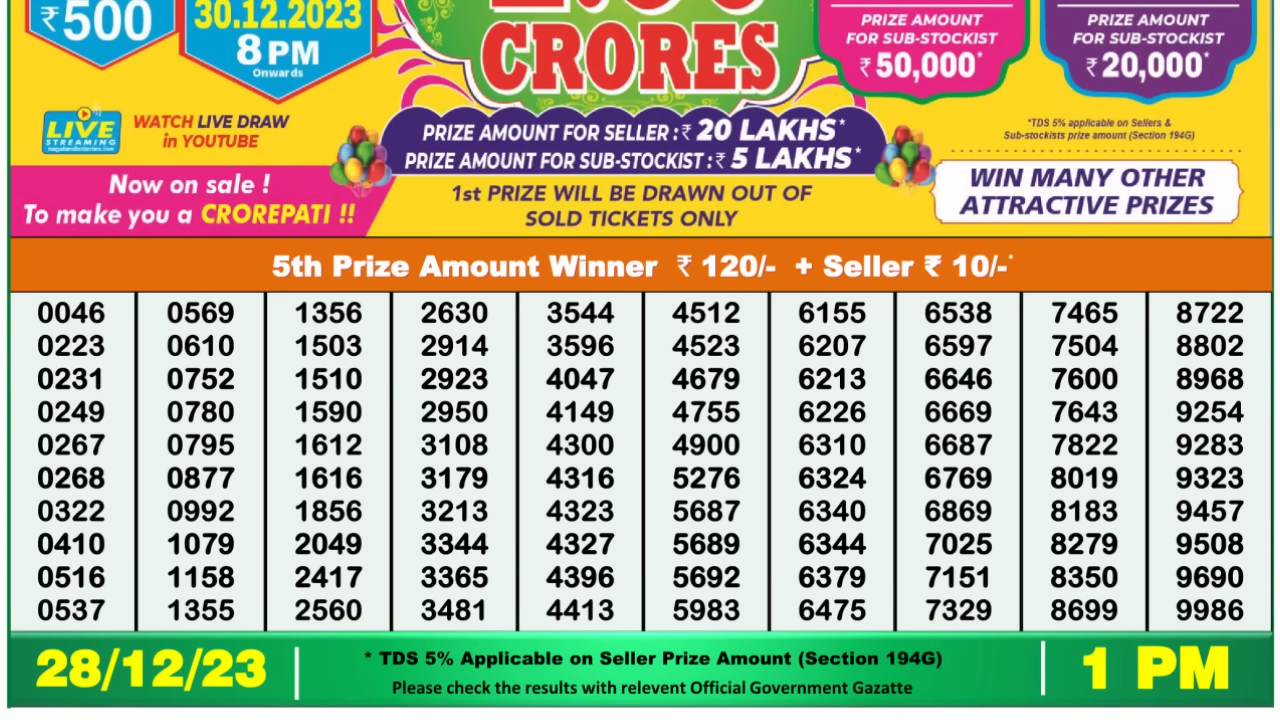 ₹500
30.12.2023
8 PM
Onwards
CRORES
PRIZE AMOUNT
FOR SUB-STOCKIST
₹ 50,000*
PRIZE AMOUNT
FOR SUB-STOCKIST
₹ 20,000*
LIVE
STREAMING
nagalandlotteries.live
WATCH LIVE DRAW
in YOUTUBE
PRIZE AMOUNT FOR SELLER : ₹ 20 LAKHS*
PRIZE AMOUNT FOR SUB-STOCKIST : ₹ 5 LAKHS*
*TDS 5% applicable on Sellers &
Sub-stockists prize amount (Section 194G)
Now on sale !
To make you a CROREPATI !!
1st PRIZE WILL BE DRAWN OUT OF
SOLD TICKETS ONLY
WIN MANY OTHER
ATTRACTIVE PRIZES
5th Prize Amount Winner ₹ 120/- + Seller ₹ 10/-*
0046 0569 1356 2630 3544 4512 6155 6538 7465 8722
0223 0610 1503 2914 3596 4523 6207 6597 7504 8802
0231 0752 1510 2923 4047 4679 6213 6646 7600 8968
0249 0780 1590 2950 4149 4755 6226 6669 7643 9254
0267 0795 1612 3108 4300 4900 6310 6687 7822 9283
0268 0877 1616 3179 4316 5276 6324 6769 8019 9323
0322 0992 1856 3213 4323 5687 6340 6869 8183 9457
0410 1079 2049 3344 4327 5689 6344 7025 8279 9508
0516 1158 2417 3365 4396 5692 6379 7151 8350 9690
0537 1355 2560 3481 4413 5983 6475 7329 8699 9986
28/12/23
* TDS 5% Applicable on Seller Prize Amount (Section 194G)
Please check the results with relevent Official Government Gazatte
1 PM